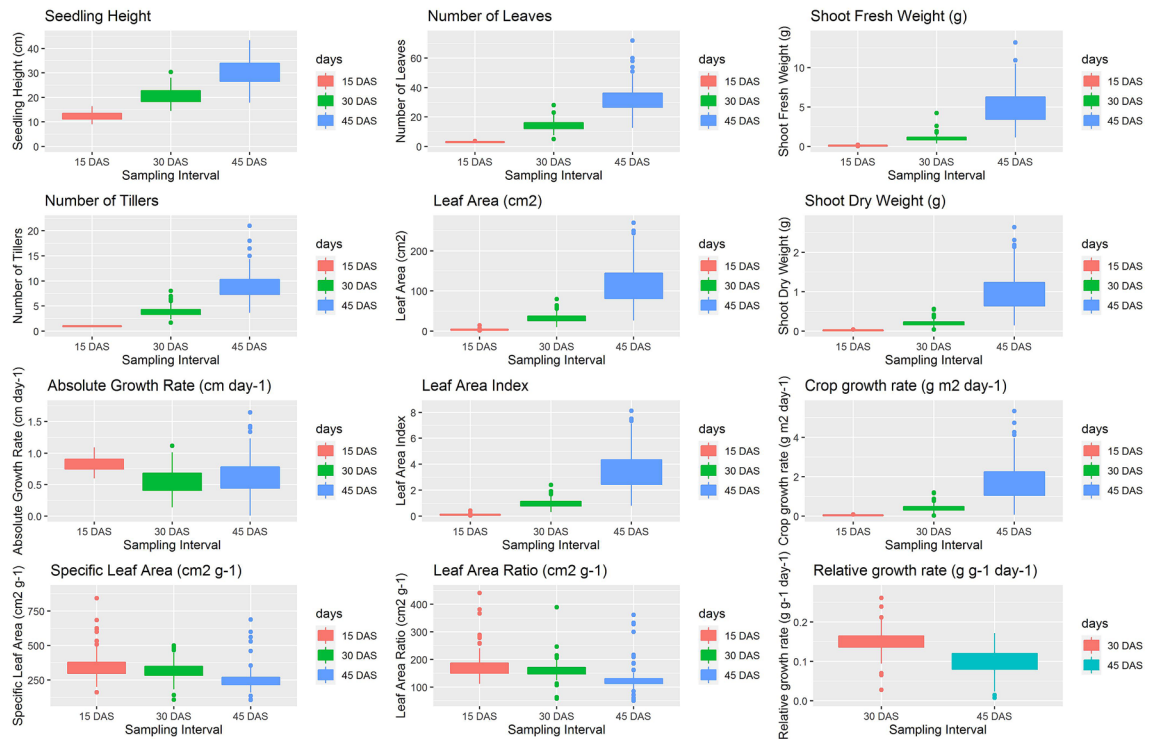 Seedling Height
Seedling Height (cm)
40
30
20
10
0
15 DAS
30 DAS
45 DAS
Sampling Interval
days
15 DAS
30 DAS
45 DAS
Number of Leaves
Number of Leaves
60
40
20
0
15 DAS
30 DAS
45 DAS
Sampling Interval
days
15 DAS
30 DAS
45 DAS
Shoot Fresh Weight (g)
Shoot Fresh Weight (g)
10
5
0
15 DAS
30 DAS
45 DAS
Sampling Interval
days
15 DAS
30 DAS
45 DAS
Number of Tillers
Number of Tillers
20
15
10
5
0
15 DAS
30 DAS
45 DAS
Sampling Interval
days
15 DAS
30 DAS
45 DAS
Leaf Area (cm2)
Leaf Area (cm2)
200
100
0
15 DAS
30 DAS
45 DAS
Sampling Interval
days
15 DAS
30 DAS
45 DAS
Shoot Dry Weight (g)
Shoot Dry Weight (g)
2
1
0
15 DAS
30 DAS
45 DAS
Sampling Interval
days
15 DAS
30 DAS
45 DAS
Absolute Growth Rate (cm day-1)
Absolute Growth Rate (cm day-1)
1.5
1.0
0.5
0.0
15 DAS
30 DAS
45 DAS
Sampling Interval
days
15 DAS
30 DAS
45 DAS
Leaf Area Index
Leaf Area Index
8
6
4
2
0
15 DAS
30 DAS
45 DAS
Sampling Interval
days
15 DAS
30 DAS
45 DAS
Crop growth rate (g m2 day-1)
Crop growth rate (g m2 day-1)
4
2
0
15 DAS
30 DAS
45 DAS
Sampling Interval
days
15 DAS
30 DAS
45 DAS
Specific Leaf Area (cm2 g-1)
Specific Leaf Area (cm2 g-1)
750
500
250
15 DAS
30 DAS
45 DAS
Sampling Interval
days
15 DAS
30 DAS
45 DAS
Leaf Area Ratio (cm2 g-1)
Leaf Area Ratio (cm2 g-1)
400
300
200
100
15 DAS
30 DAS
45 DAS
Sampling Interval
days
15 DAS
30 DAS
45 DAS
Relative growth rate (g g-1 day-1)
Relative growth rate (g g-1 day-1)
0.2
0.1
0.0
30 DAS
45 DAS
Sampling Interval
days
30 DAS
45 DAS